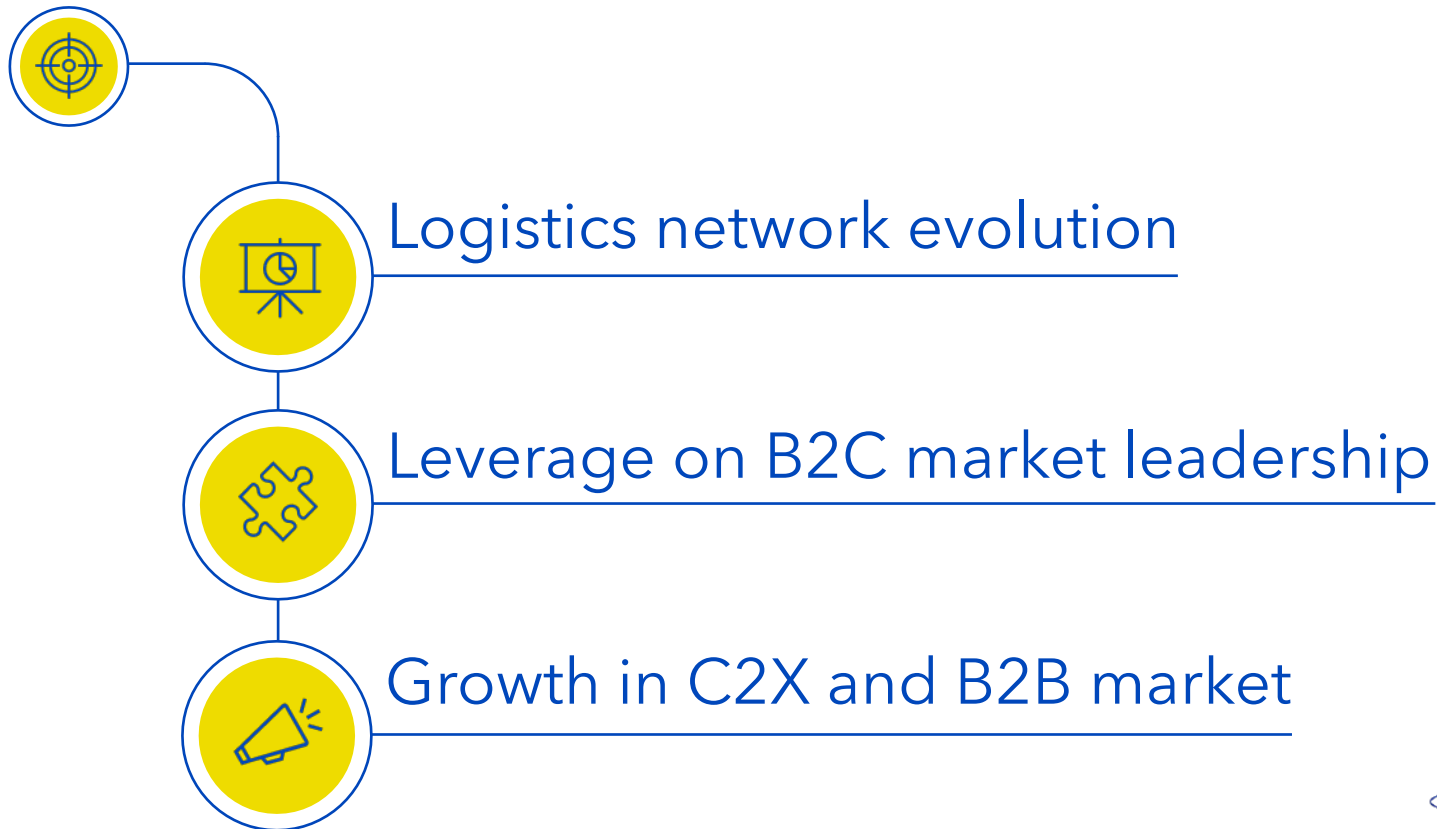 Logistics network evolution
Leverage on B2C market leadership
Growth in C2X and B2B market